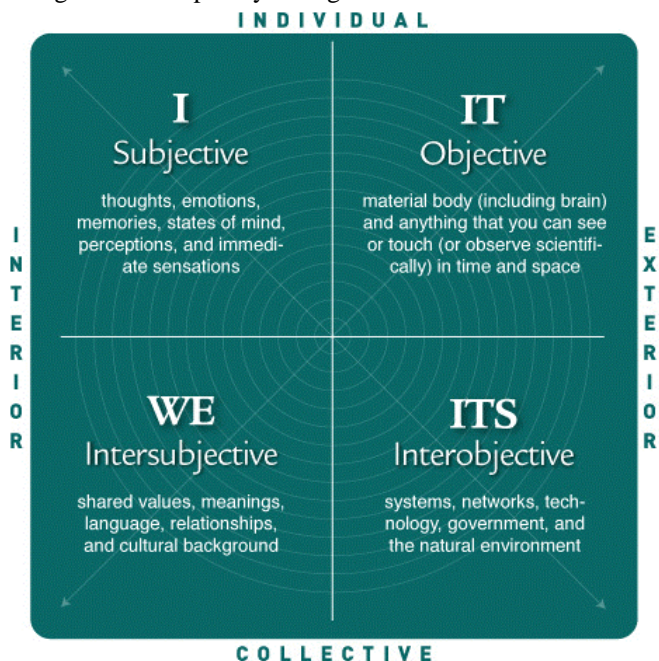 INDIVIDUAL
I
Subjective
thoughts, emotions,
memories, states of mind,
perceptions, and immedi-
ate sensations
IT
Objective
material body (including brain)
and anything that you can see
or touch (or observe scientifi-
cally) in time and space
INTERIOR
EXTERIOR
WE
Intersubjective
shared values, meanings,
language, relationships,
and cultural background
ITS
Interobjective
systems, networks, tech-
nology, government, and
the natural environment
COLLECTIVE